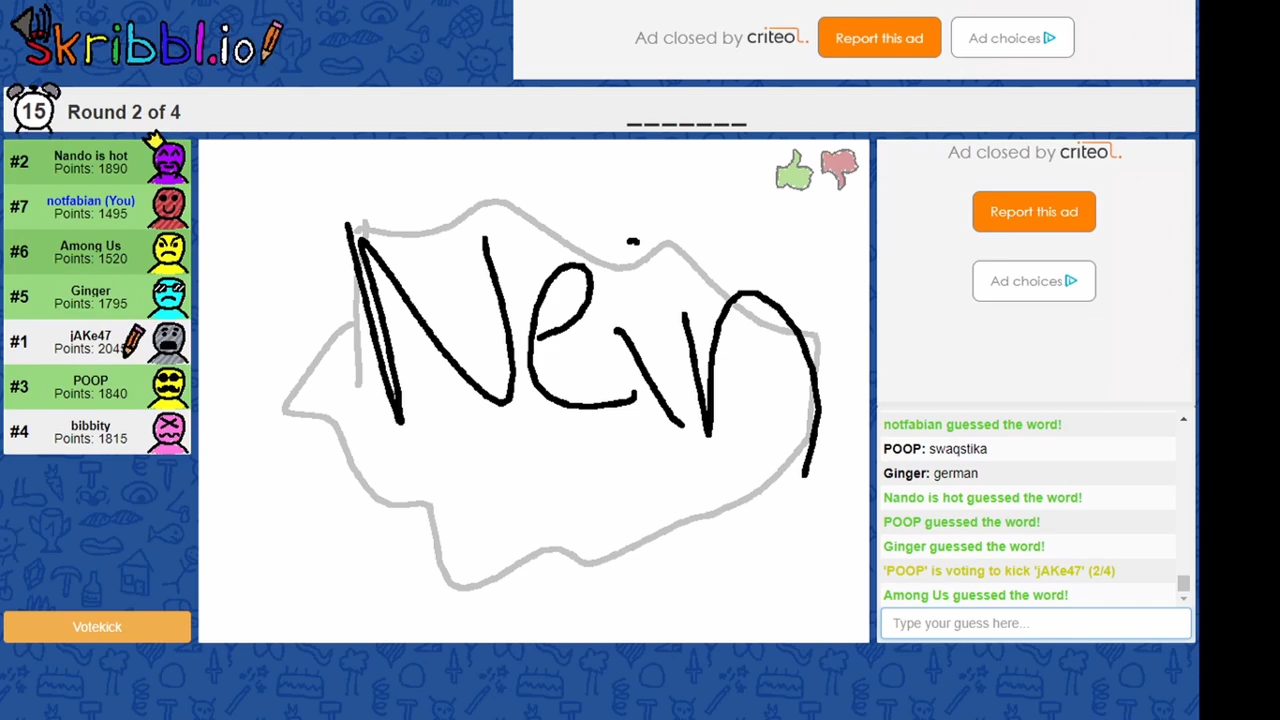 skribbl.io
Ad closed by criteo.
Report this ad
Ad choices
15
Round 2 of 4
_______
#2
Nando is hot
Points: 1890
#7
notfabian (You)
Points: 1495
#6
Among Us
Points: 1520
#5
Ginger
Points: 1795
#1
jAKe47
Points: 2045
#3
POOP
Points: 1840
#4
bibbity
Points: 1815
Votekick
Nein
Ad closed by criteo.
Report this ad
Ad choices
notfabian guessed the word!
POOP: swaqstika
Ginger: german
Nando is hot guessed the word!
POOP guessed the word!
Ginger guessed the word!
'POOP' is voting to kick 'jAKe47' (2/4)
Among Us guessed the word!
Type your guess here...